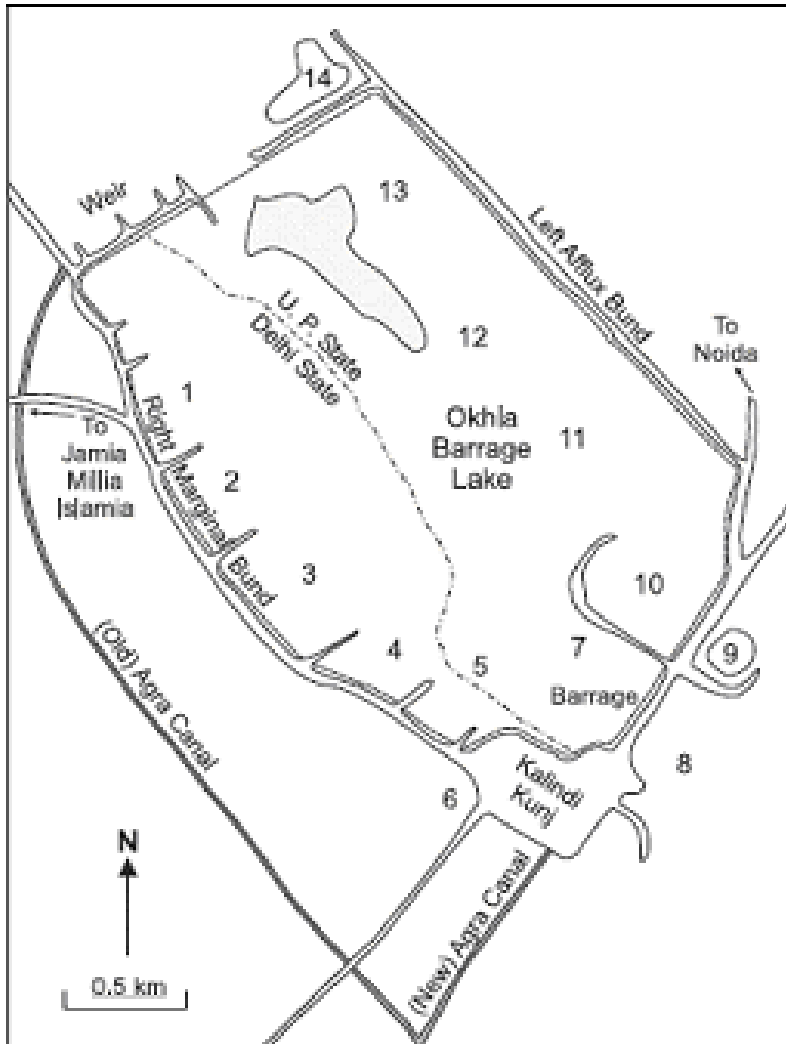 14
Weir
13
Left Afflux Bund
U. P. State
Delhi State
12
To
Noida
1
Right Marginal Bund
Okhla
Barrage
Lake
11
To
Jamia
Millia
Islamia
2
3
10
4
5
7
9
Barrage
(Old) Agra Canal
Kalindi
Kunj
8
6
N
(New) Agra Canal
0.5 km